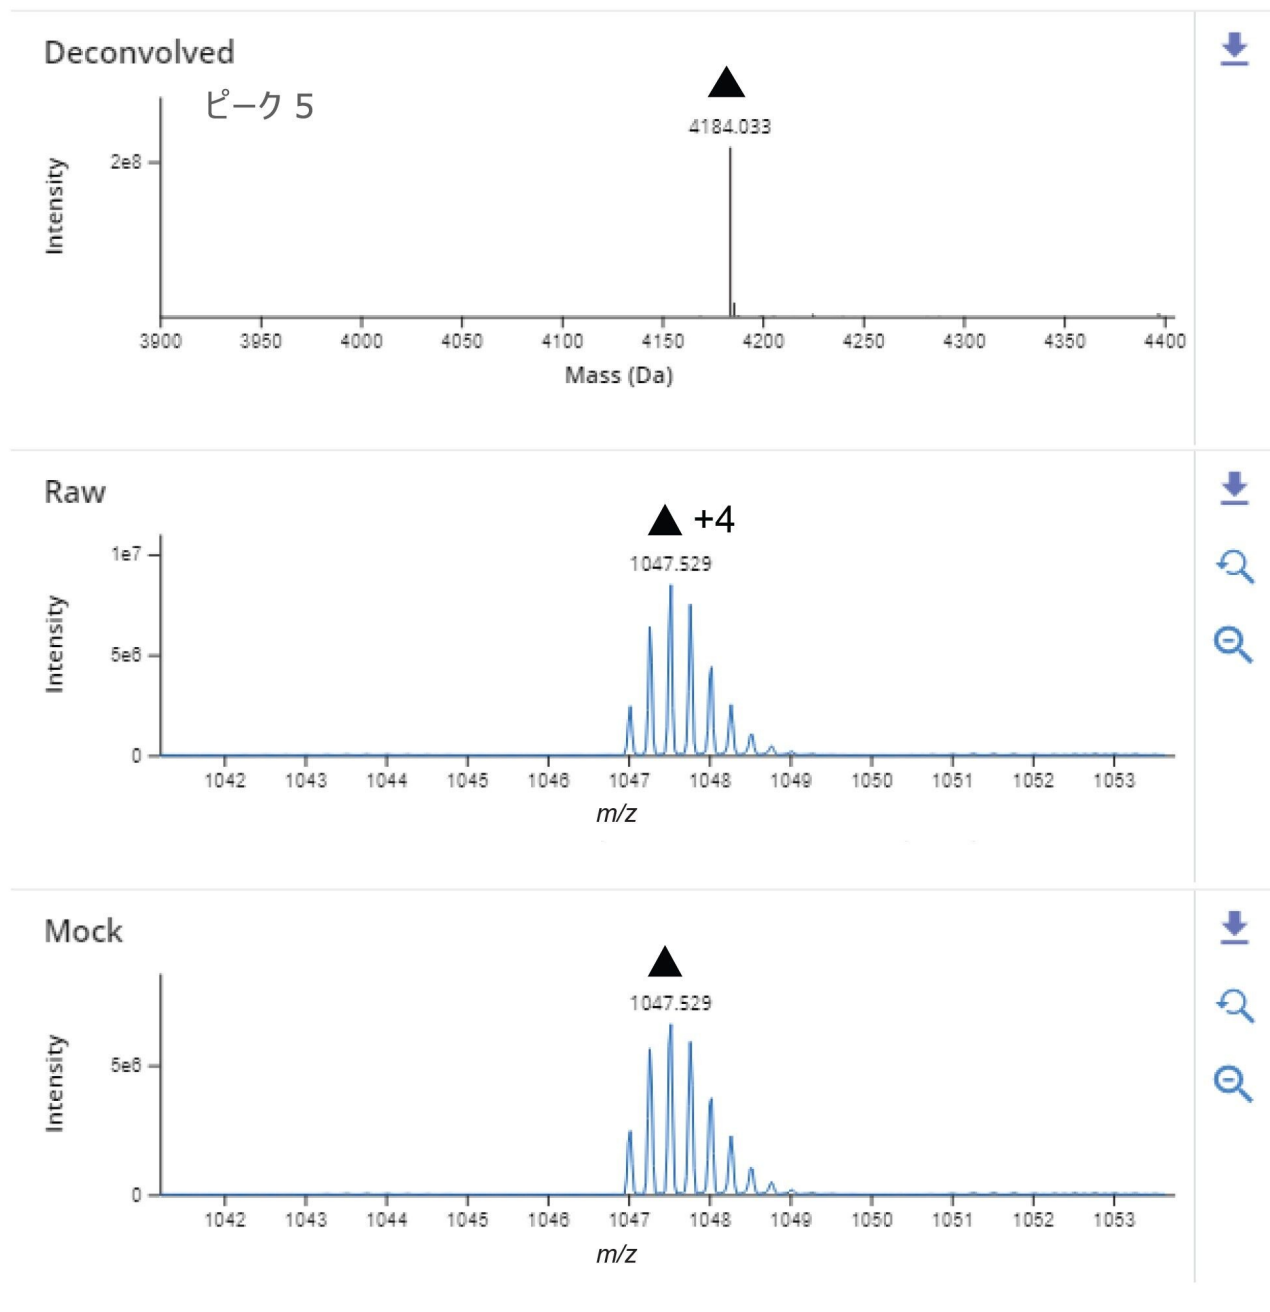 Deconvolved
ピーク 5
4184.033
2e8
Intensity
3900 3950 4000 4050 4100 4150 4200 4250 4300 4350 4400
Mass (Da)
Raw
+4
1047.529
1e7
5e6
0
Intensity
1042 1043 1044 1045 1046 1047 1048 1049 1050 1051 1052 1053
m/z
Mock
1047.529
5e6
0
Intensity
1042 1043 1044 1045 1046 1047 1048 1049 1050 1051 1052 1053
m/z